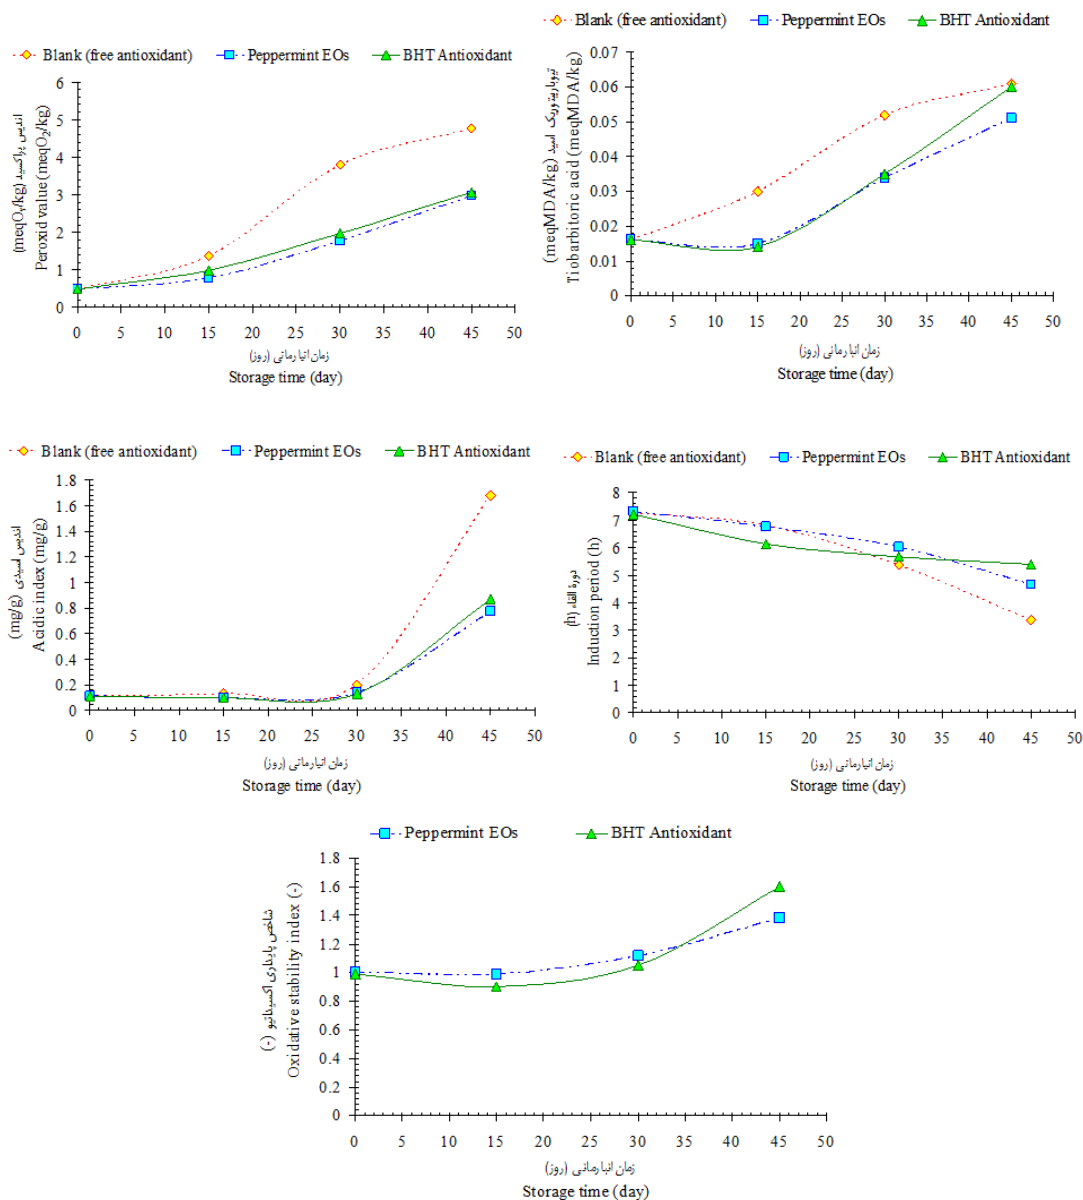 Blank (free antioxidant) Peppermint EOs BHT Antioxidant
اندیس پراکسید (meqO₂/kg)
Peroxid value (meqO₂/kg)
6
5
4
3
2
1
0
0 5 10 15 20 25 30 35 40 45 50
زمان انبارمانی (روز)
Storage time (day)
Blank (free antioxidant) Peppermint EOs BHT Antioxidant
تیوباربیتوریک اسید (meqMDA/kg)
Tiobarbitoric acid (meqMDA/kg)
0.07
0.06
0.05
0.04
0.03
0.02
0.01
0
0 5 10 15 20 25 30 35 40 45 50
زمان انبارمانی (روز)
Storage time (day)
Blank (free antioxidant) Peppermint EOs BHT Antioxidant
اندیس اسیدی (mg/g)
Acidic index (mg/g)
1.8
1.6
1.4
1.2
1
0.8
0.6
0.4
0.2
0
0 5 10 15 20 25 30 35 40 45 50
زمان انبارمانی (روز)
Storage time (day)
Blank (free antioxidant) Peppermint EOs BHT Antioxidant
دورهٔ القاء (h)
Induction period (h)
8
7
6
5
4
3
2
1
0
0 5 10 15 20 25 30 35 40 45 50
زمان انبارمانی (روز)
Storage time (day)
Peppermint EOs BHT Antioxidant
شاخص پایداری اکسیداتیو (-)
Oxidative stability index (-)
1.8
1.6
1.4
1.2
1
0.8
0.6
0.4
0.2
0
0 5 10 15 20 25 30 35 40 45 50
زمان انبارمانی (روز)
Storage time (day)